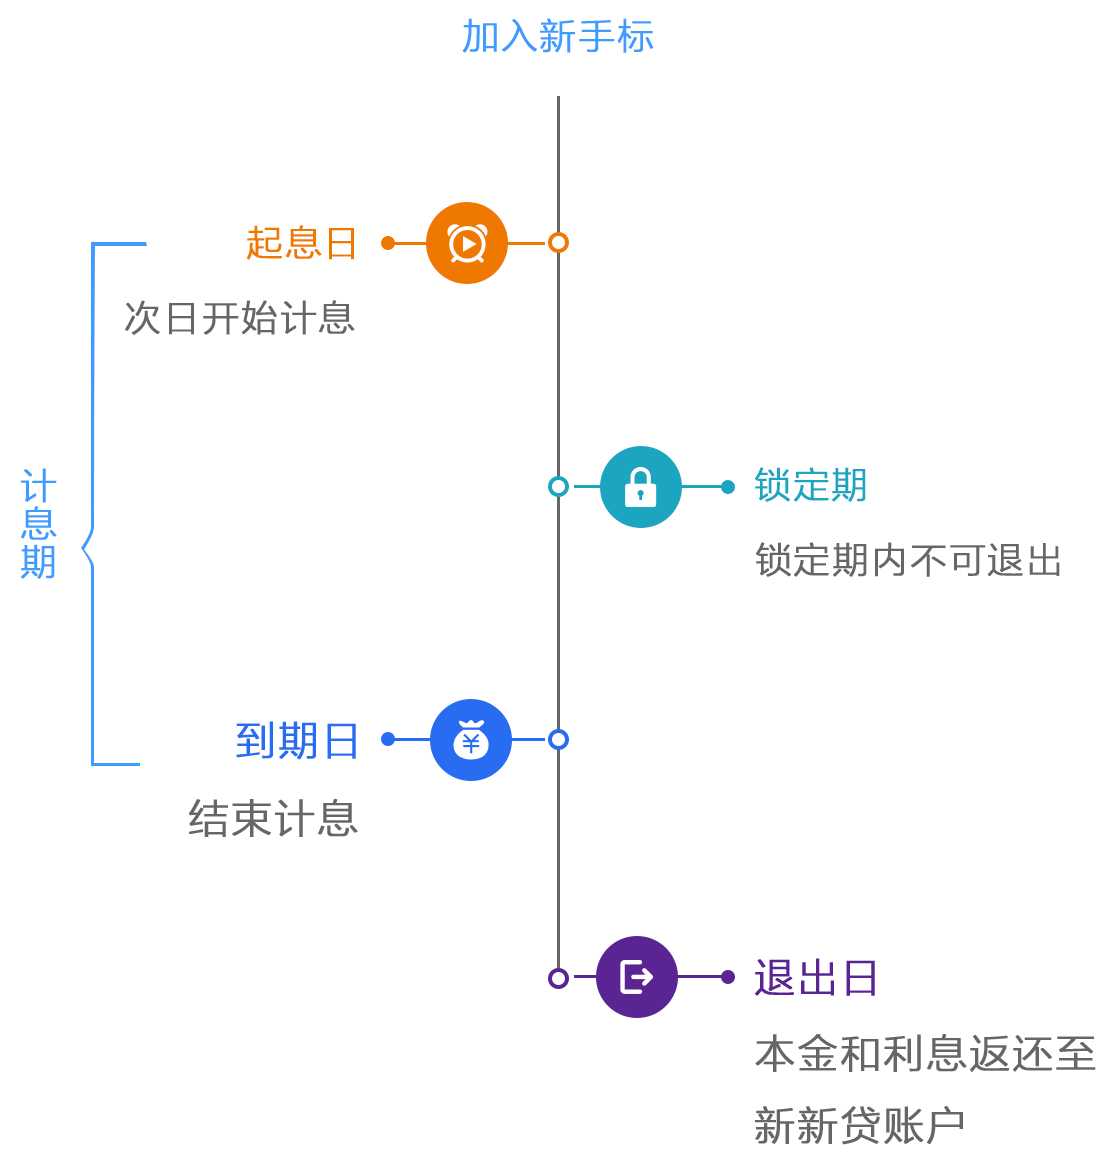 加入新手标
起息日
次日开始计息
计息期
锁定期
锁定期内不可退出
到期日
结束计息
退出日
本金和利息返还至
新新贷账户